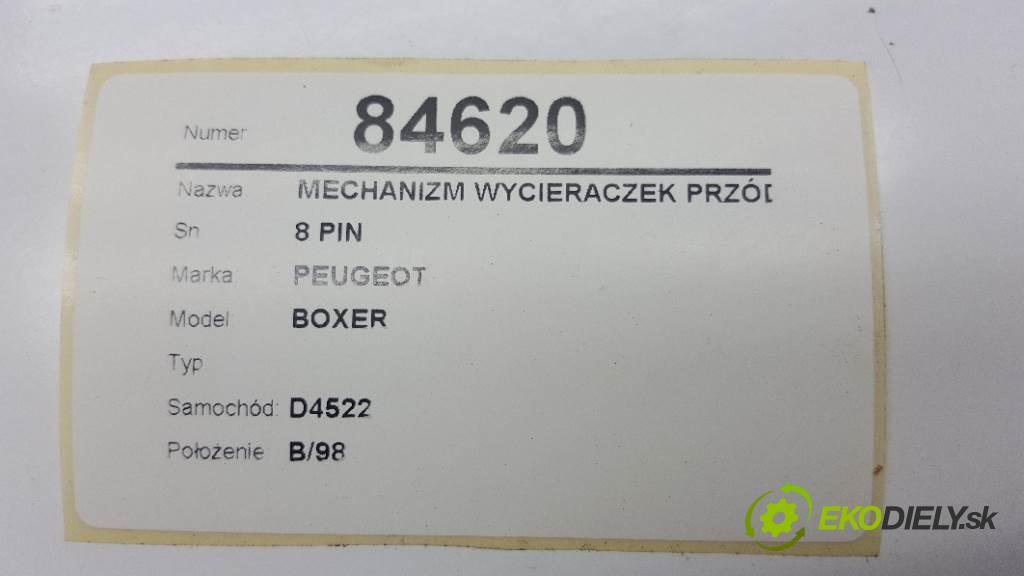 Numer 84620
Nazwa MECHANIZM WYCIERACZEK PRZÓD
Sn 8 PIN
Marka PEUGEOT
Model BOXER
Typ
Samochód: D4522
Położenie B/98
EKODIELY.sk